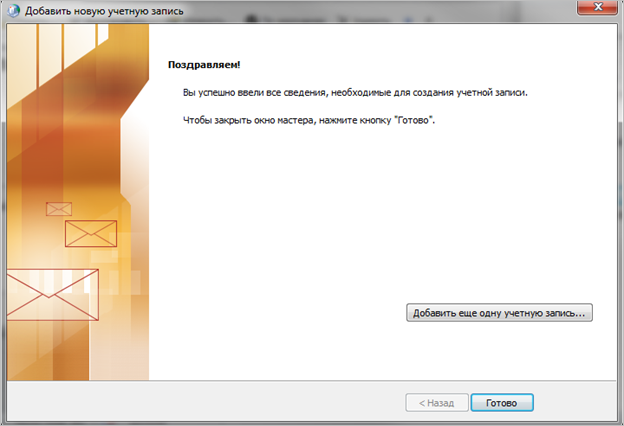 Добавить новую учетную запись
Поздравляем!
Вы успешно ввели все сведения, необходимые для создания учетной записи.
Чтобы закрыть окно мастера, нажмите кнопку "Готово".
Добавить еще одну учетную запись...
< Назад
Готово